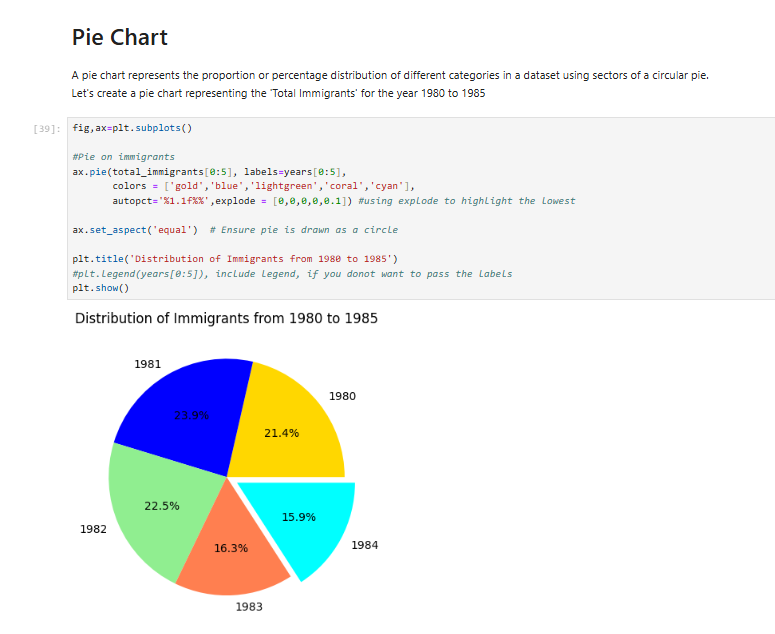 Pie Chart
A pie chart represents the proportion or percentage distribution of different categories in a dataset using sectors of a circular pie.
Let's create a pie chart representing the 'Total Immigrants' for the year 1980 to 1985
[39]:
fig,ax=plt.subplots()
#Pie on immigrants
ax.pie(total_immigrants[0:5], labels=years[0:5],
colors = ['gold','blue','lightgreen','coral','cyan'],
autopct='%1.1f%%',explode = [0,0,0,0,0.1]) #using explode to highlight the lowest
ax.set_aspect('equal')  # Ensure pie is drawn as a circle
plt.title('Distribution of Immigrants from 1980 to 1985')
#plt.legend(years[0:5]), include legend, if you donot want to pass the labels
plt.show()
Distribution of Immigrants from 1980 to 1985
1981
1980
23.9%
21.4%
22.5%
15.9%
1982
1984
16.3%
1983